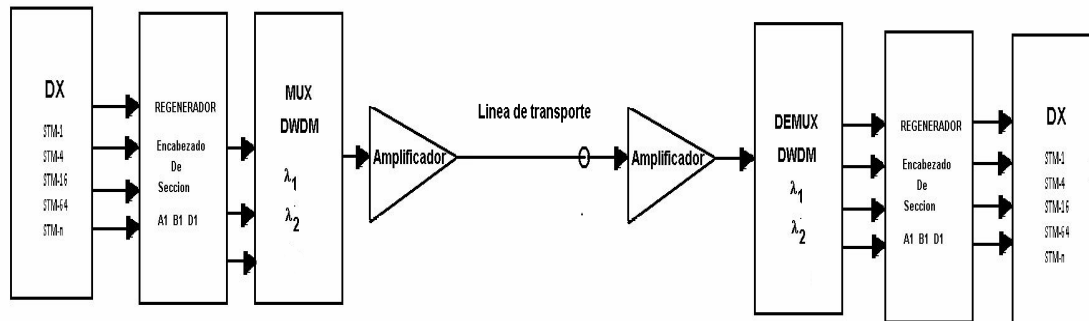 DX
STM-1
STM-4
STM-16
STM-64
STM-n
REGENERADOR
Encabezado
De
Seccion
A1 B1 D1
MUX
DWDM
λ1
λ2
Amplificador
Linea de transporte
Amplificador
DEMUX
DWDM
λ1
λ2
REGENERADOR
Encabezado
De
Seccion
A1 B1 D1
DX
STM-1
STM-4
STM-16
STM-64
STM-n